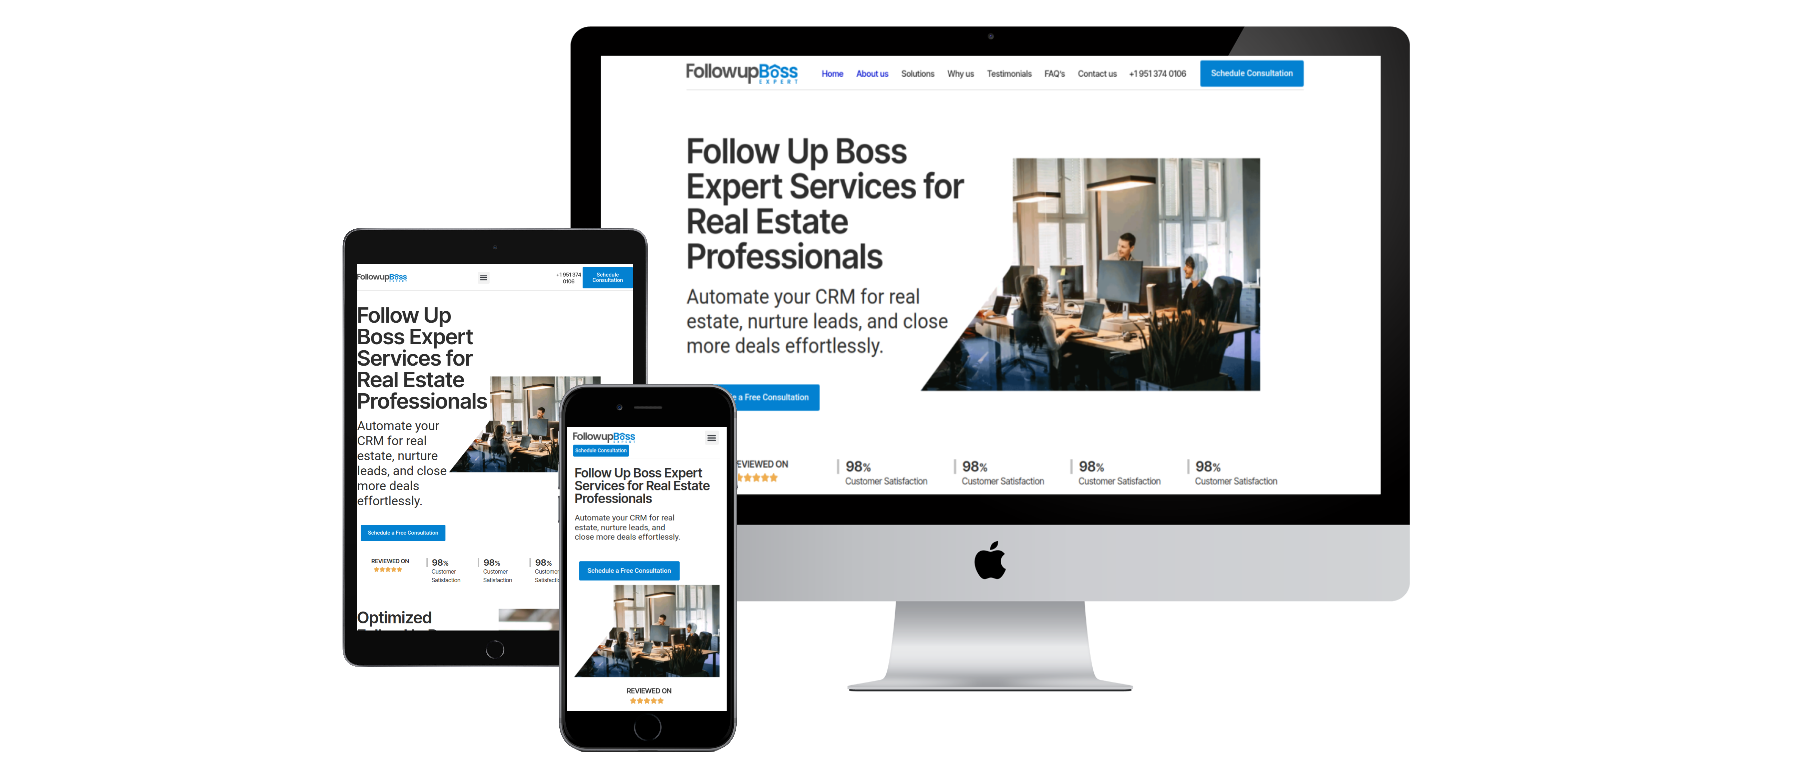 FollowupBoss
EXPERT
Home About us Solutions Why us Testimonials FAQ's Contact us +1 951 374 0106 Schedule Consultation
Follow Up Boss
Expert Services for
Real Estate
Professionals
Automate your CRM for real
estate, nurture leads, and close
more deals effortlessly.
e a Free Consultation
EVIEWED ON
98% 98% 98% 98%
Customer Satisfaction Customer Satisfaction Customer Satisfaction Customer Satisfaction
FollowupBoss
+1 951 374
0106
Schedule
Consultation
Follow Up
Boss Expert
Services for
Real Estate
Professionals
Automate your
CRM for real
estate, nurture
leads, and close
more deals
effortlessly.
Schedule a Free Consultation
REVIEWED ON
98% 98% 98%
Customer Customer Customer
Satisfaction Satisfaction Satisfactio
Optimized
FollowupBoss
EXPERT
Schedule Consultation
Follow Up Boss Expert
Services for Real Estate
Professionals
Automate your CRM for real
estate, nurture leads, and
close more deals effortlessly.
Schedule a Free Consultation
REVIEWED ON